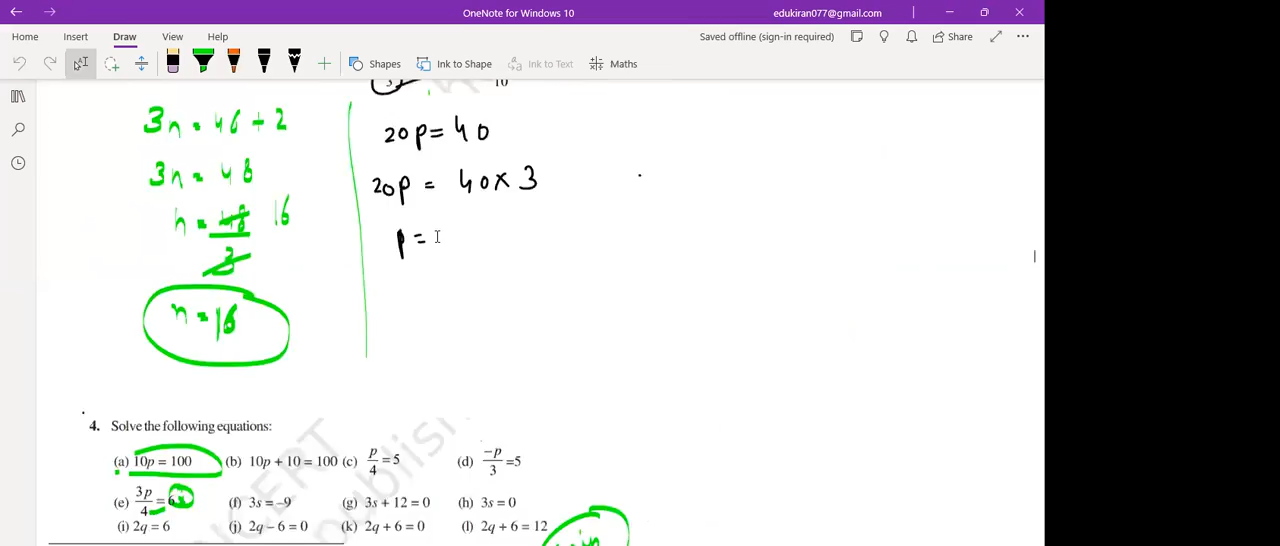 OneNote for Windows 10
edukiran077@gmail.com
Home Insert Draw View Help
Saved offline (sign-in required)
Share
Shapes Ink to Shape Ink to Text Maths
10
3n = 46 + 2
3n = 48
n = 48 16
3
n = 16
20p = 40
20p = 40 x 3
p =
4. Solve the following equations:
(a) 10p = 100 (b) 10p + 10 = 100 (c) p/4 = 5 (d) -p/3 = 5
(e) 3p/4 = 6 (f) 3s = –9 (g) 3s + 12 = 0 (h) 3s = 0
(i) 2q = 6 (j) 2q – 6 = 0 (k) 2q + 6 = 0 (l) 2q + 6 = 12